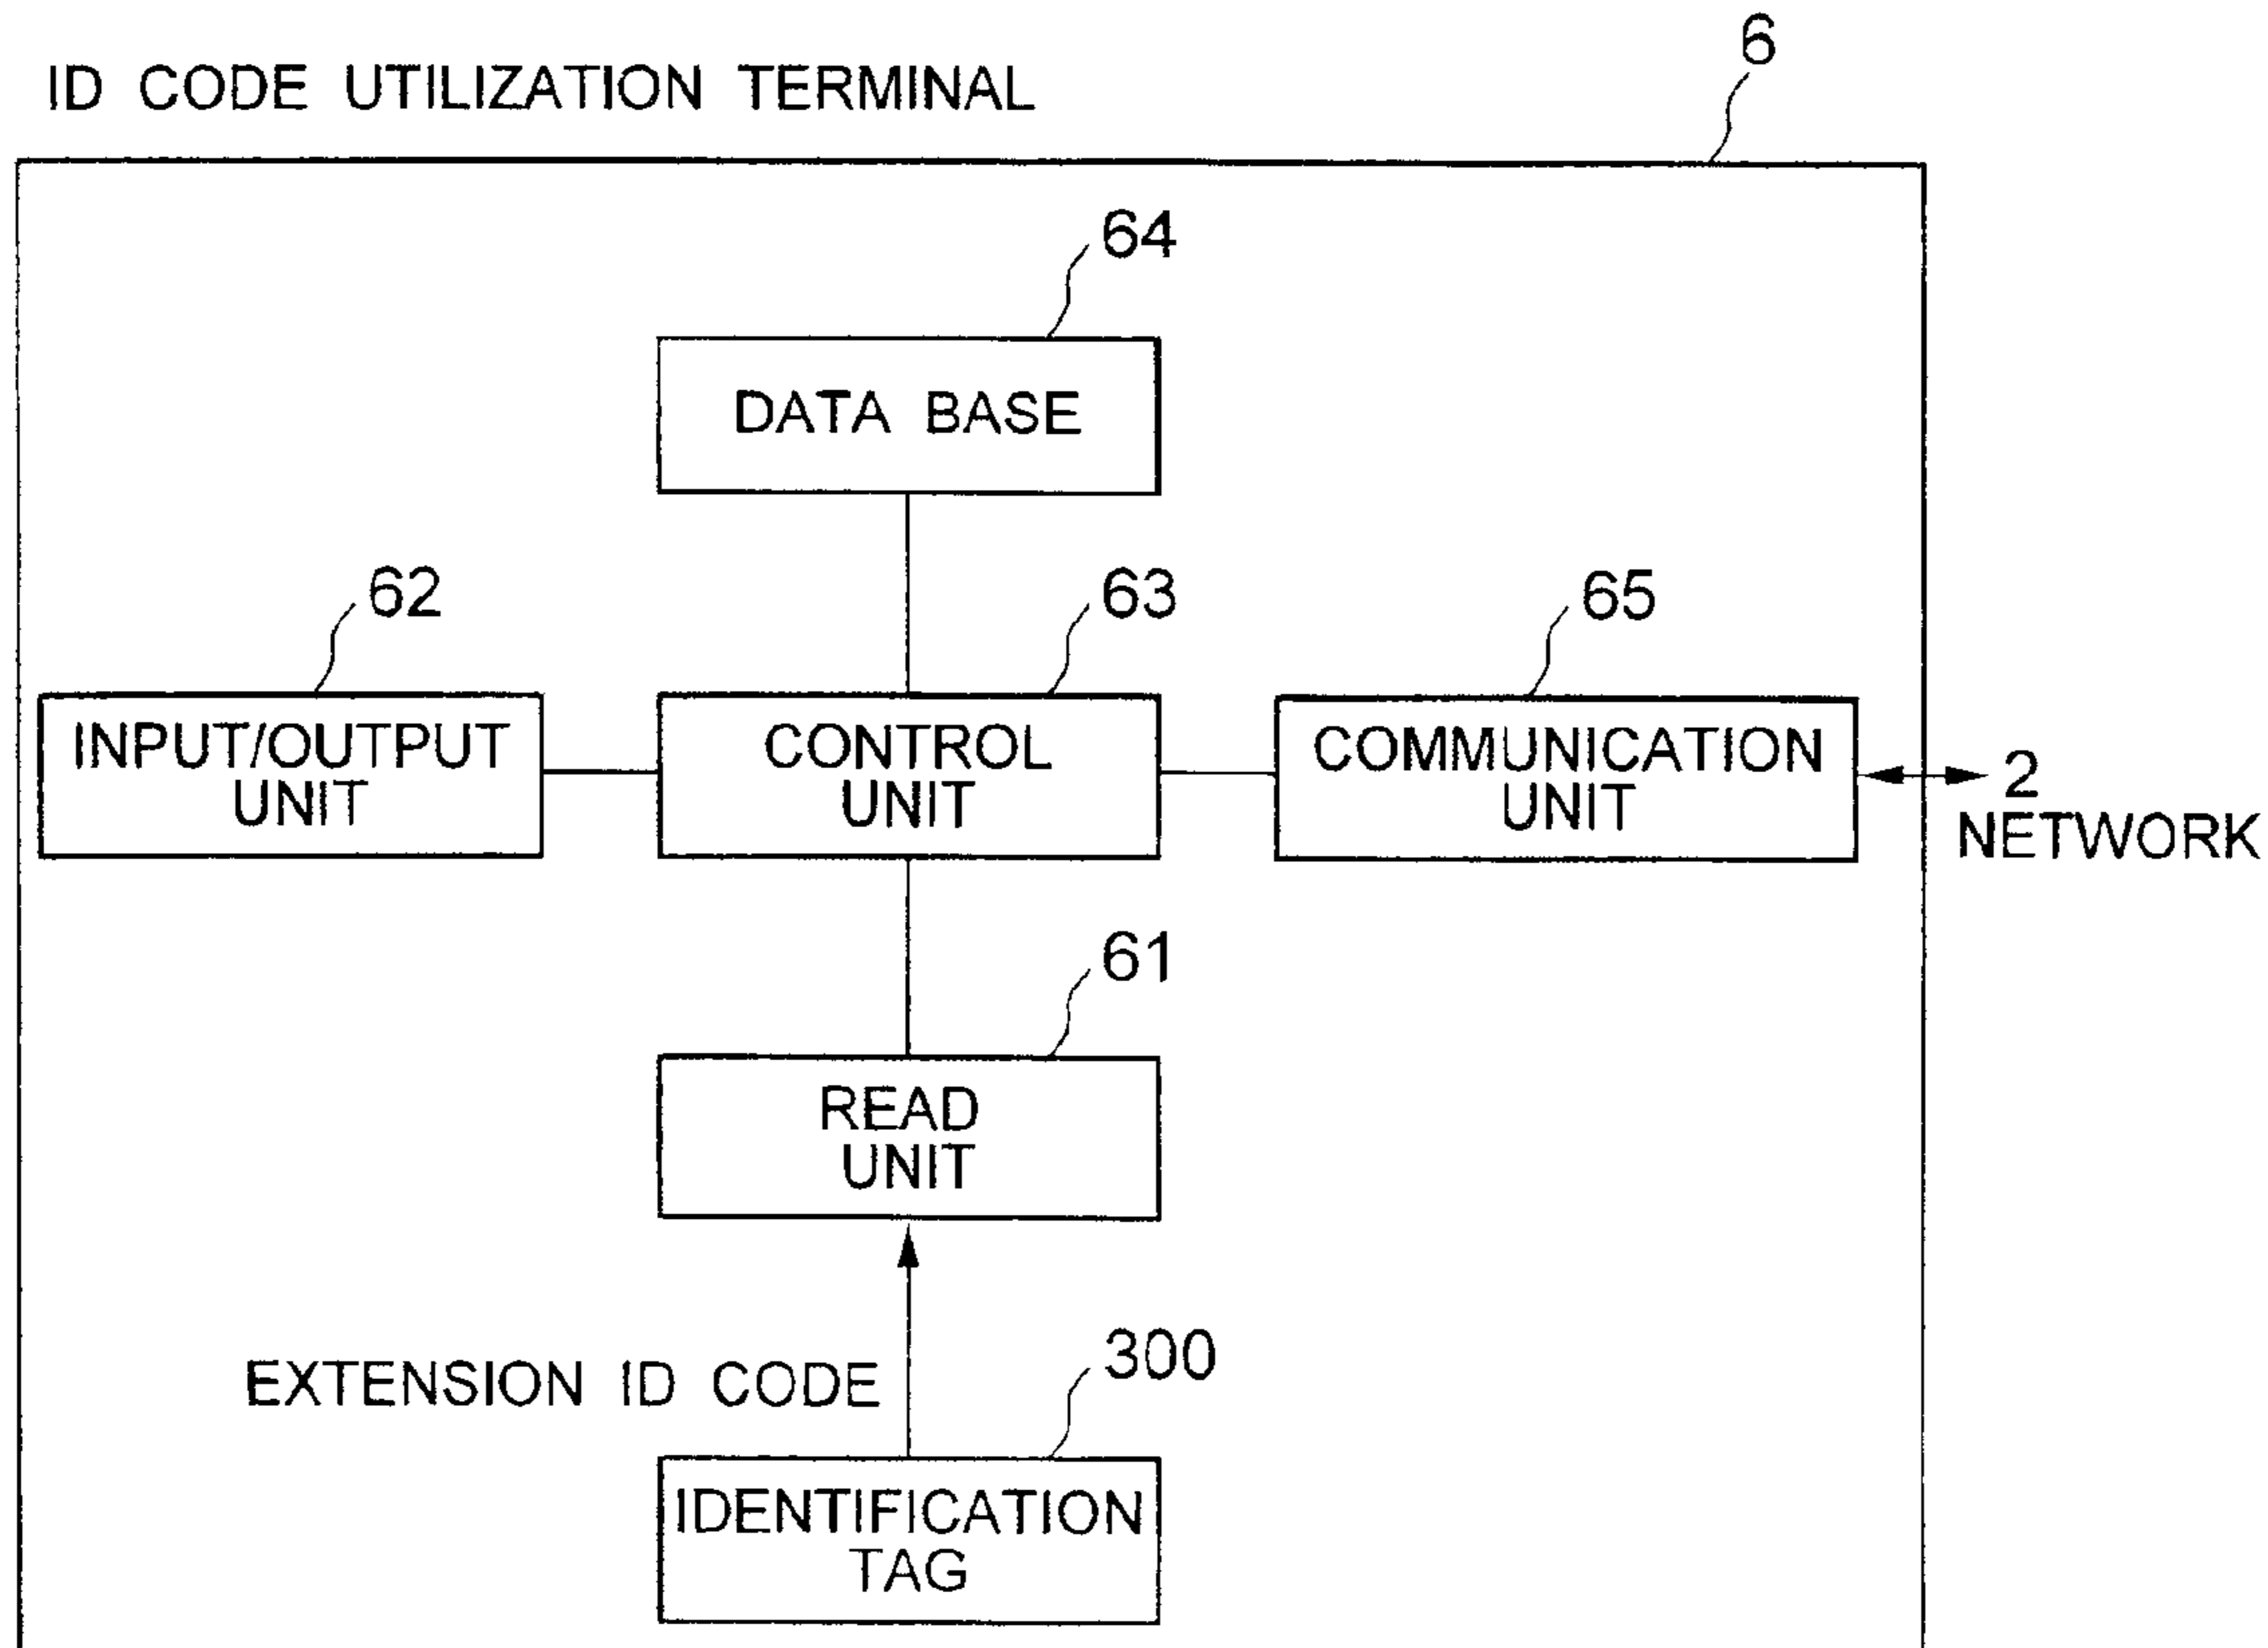 6
ID CODE UTILIZATION TERMINAL
64
DATA BASE
62
63
65
INPUT/OUTPUT
UNIT
CONTROL
UNIT
COMMUNICATION
UNIT
2
NETWORK
61
READ
UNIT
300
EXTENSION ID CODE
IDENTIFICATION
TAG